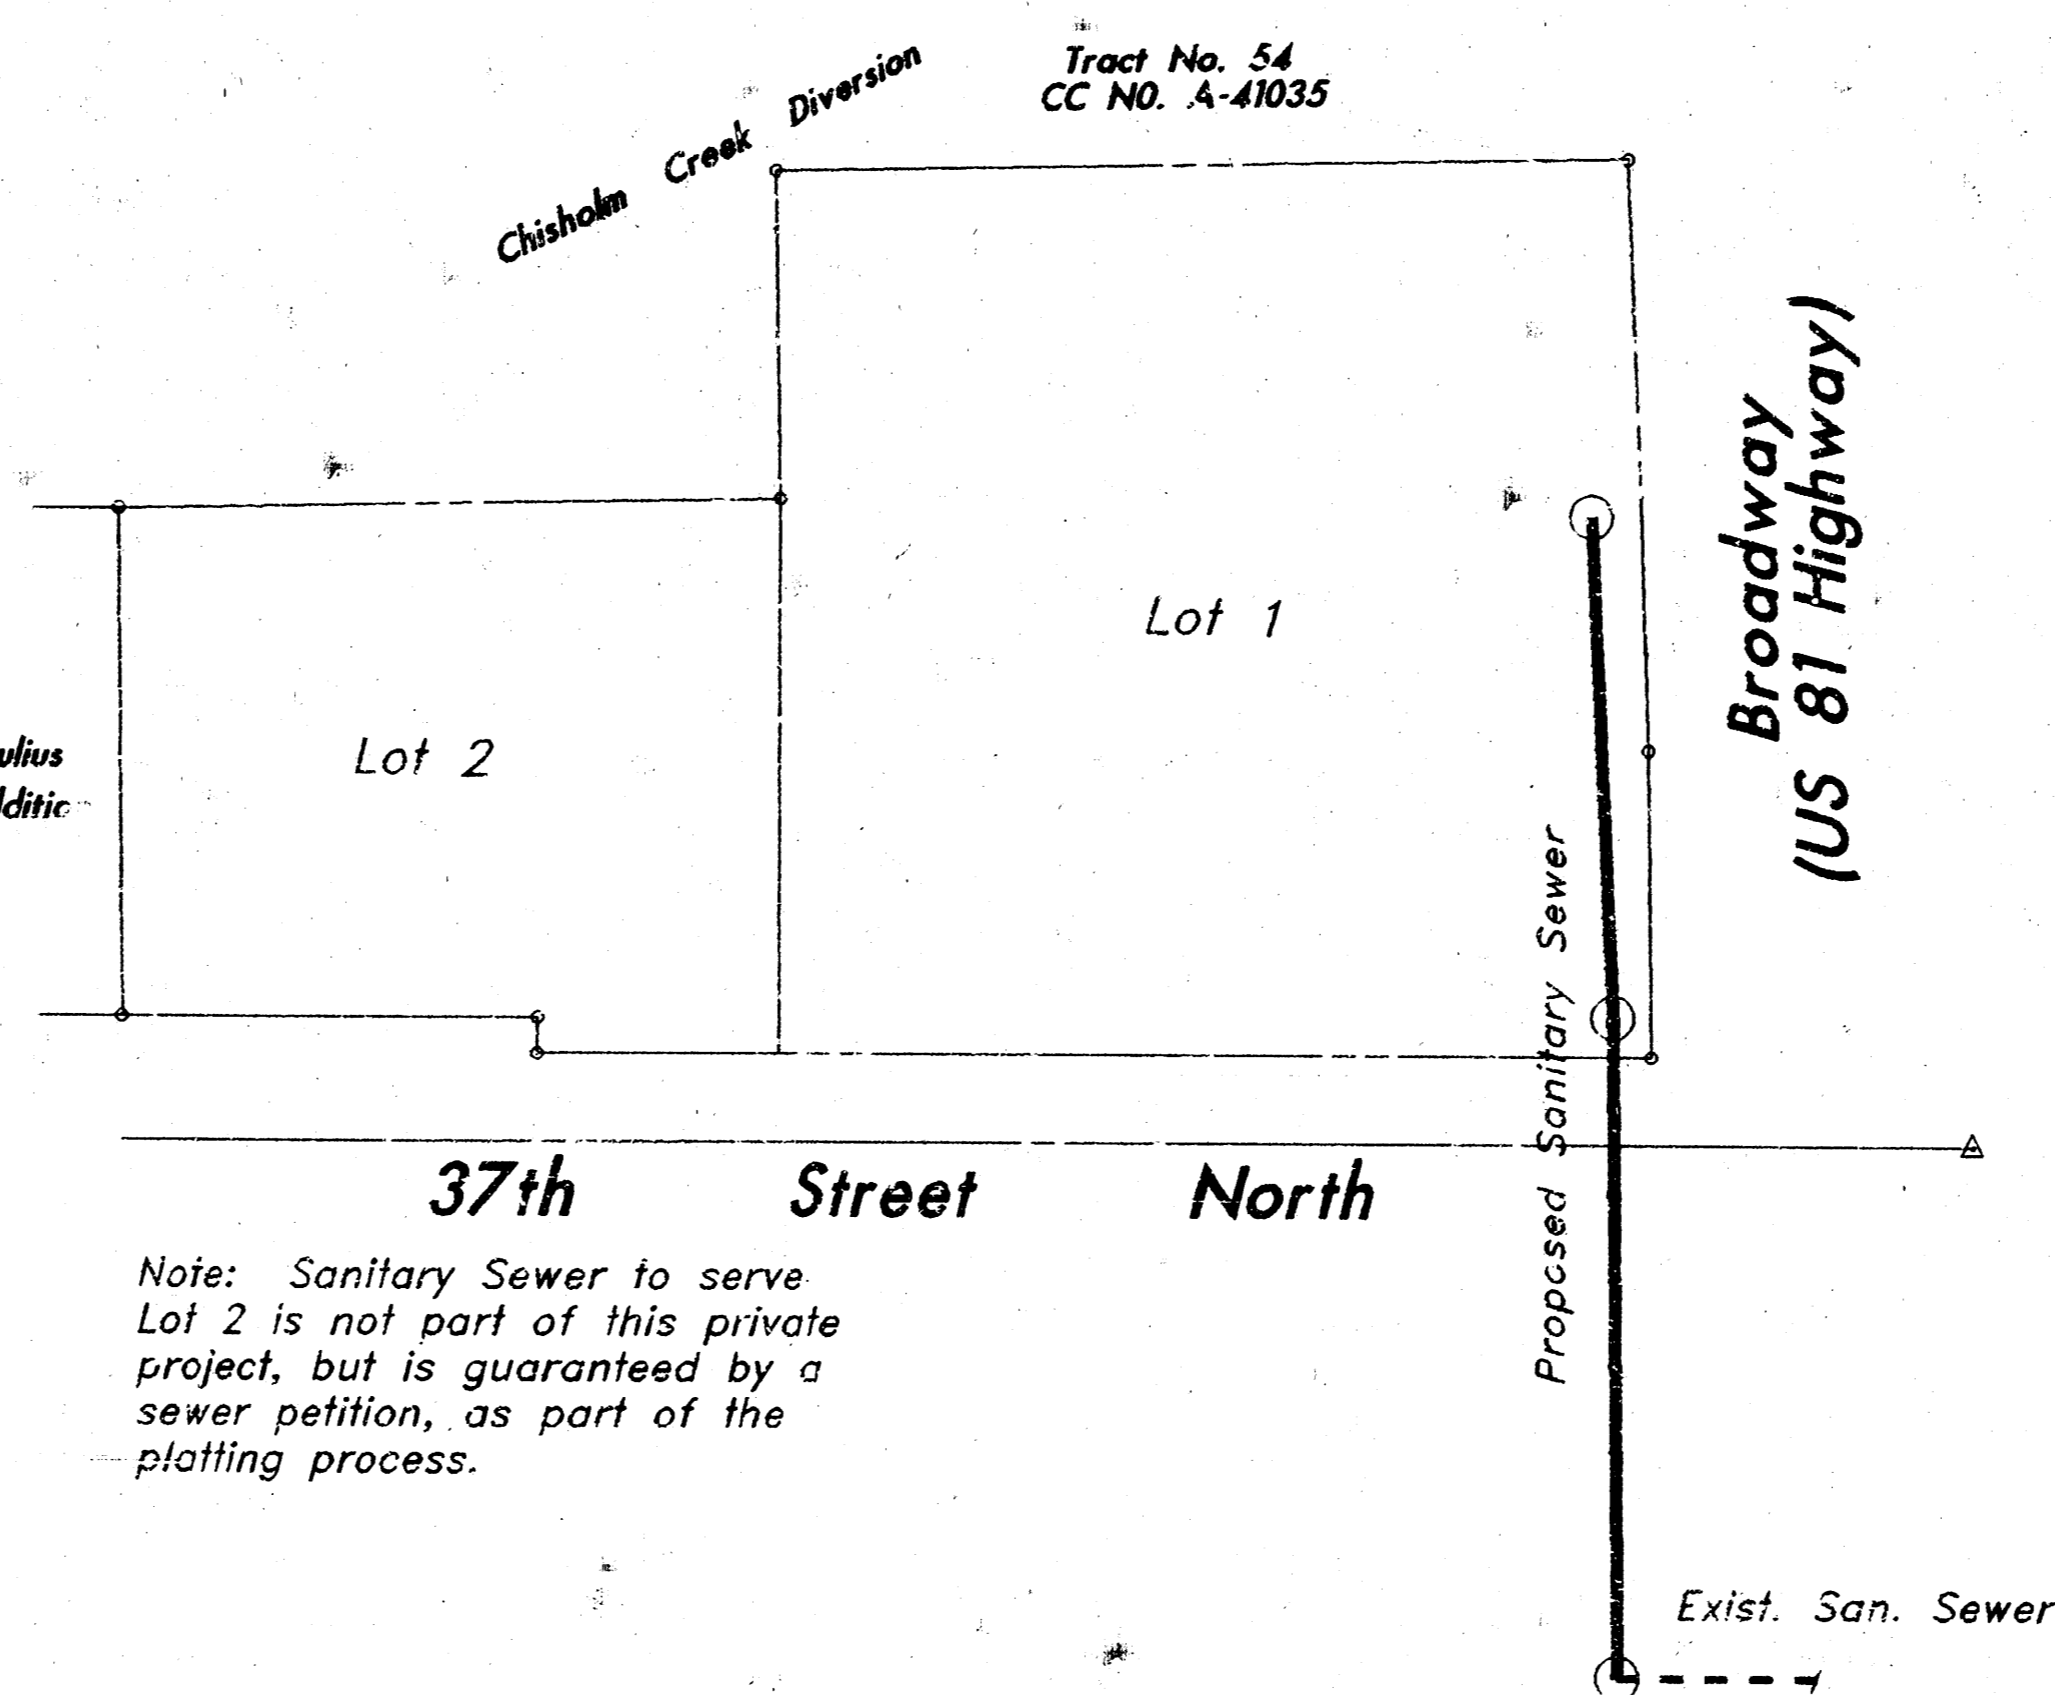 Tract No. 54
CC NO. A-41035
Chisholm Creek Diversion
Broadway
(US 81 Highway)
Lot 1
Lot 2
ulius
dditio
Proposed Sanitary Sewer
37th Street North
Note: Sanitary Sewer to serve
Lot 2 is not part of this private
project, but is guaranteed by a
sewer petition, as part of the
platting process.
Exist. San. Sewer